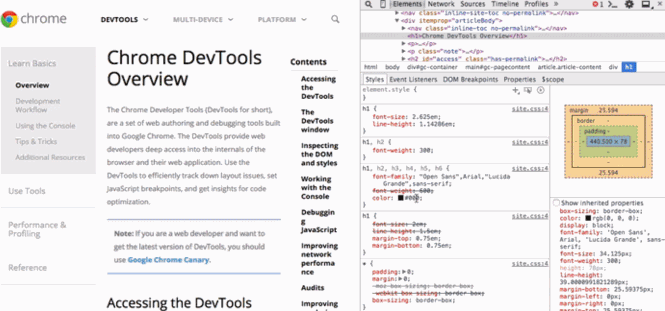 chrome
DEVTOOLS
MULTI-DEVICE
PLATFORM
Learn Basics
Overview
Development
Workflow
Using the Console
Tips & Tricks
Additional Resources
Use Tools
Performance &
Profiling
Reference
Chrome DevTools
Overview
The Chrome Developer Tools (DevTools for short),
are a set of web authoring and debugging tools
built into Google Chrome. The DevTools provide web
developers deep access into the internals of the
browser and their web application. Use the
DevTools to efficiently track down layout issues, set
JavaScript breakpoints, and get insights for code
optimization.
Note: If you are a web developer and want to
get the latest version of DevTools, you should
use Google Chrome Canary.
Accessing the DevTools
Contents
Accessing
the
DevTools
The
DevTools
window
Inspecting
the DOM
and styles
Working
with the
Console
Debuggin
g
JavaScript
Improving
network
performa
nce
Audits
Improving
Elements Network Sources Timeline Profiles
1
<nav class="inline-site-toc no-permalink">…</nav>
<div itemprop="articleBody">
<nav class="inline-toc no-permalink">…</nav>
<h1>Chrome DevTools Overview</h1>
<p>…</p>
<p class="note">…</p>
<h2 id="access" class="has-permalink">…</h2>
html body div#gc-container main#gc-pagecontent article.article-content div h1
Styles Event Listeners DOM Breakpoints Properties $scope
element.style {
}
h1 { site.css:4
font-size: 2.625em;
line-height: 1.14286em;
}
h1 { site.css:4
font-weight: 300;
}
h1, h2, h3, h4, h5, h6 { site.css:4
font-family: "Open Sans",Arial,"Lucida
Grande",sans-serif;
font-weight: 600;
color: #000;
}
h1 { site.css:4
font-size: 2em;
line-height: 1.5em;
margin-top: 0.75em;
margin-bottom: 0.75em;
}
* { site.css:4
padding: 0;
margin: 0;
-moz-box-sizing: border-box;
-webkit-box-sizing: border-box;
box-sizing: border-box;
}
margin 25.594
border -
padding -
440.500 × 78
25.594
Show inherited properties
box-sizing: border-box;
color: rgb(0, 0, 0);
display: block;
font-family: 'Open Sans',
Arial, 'Lucida Grande', sans-
serif;
font-size: 34.125px;
font-weight: 300;
height: 78px;
line-height:
39.0000991821289px;
margin-bottom: 25.59375px;
margin-left: 0px;
margin-right: 0px;
margin-top: 25.59375px;